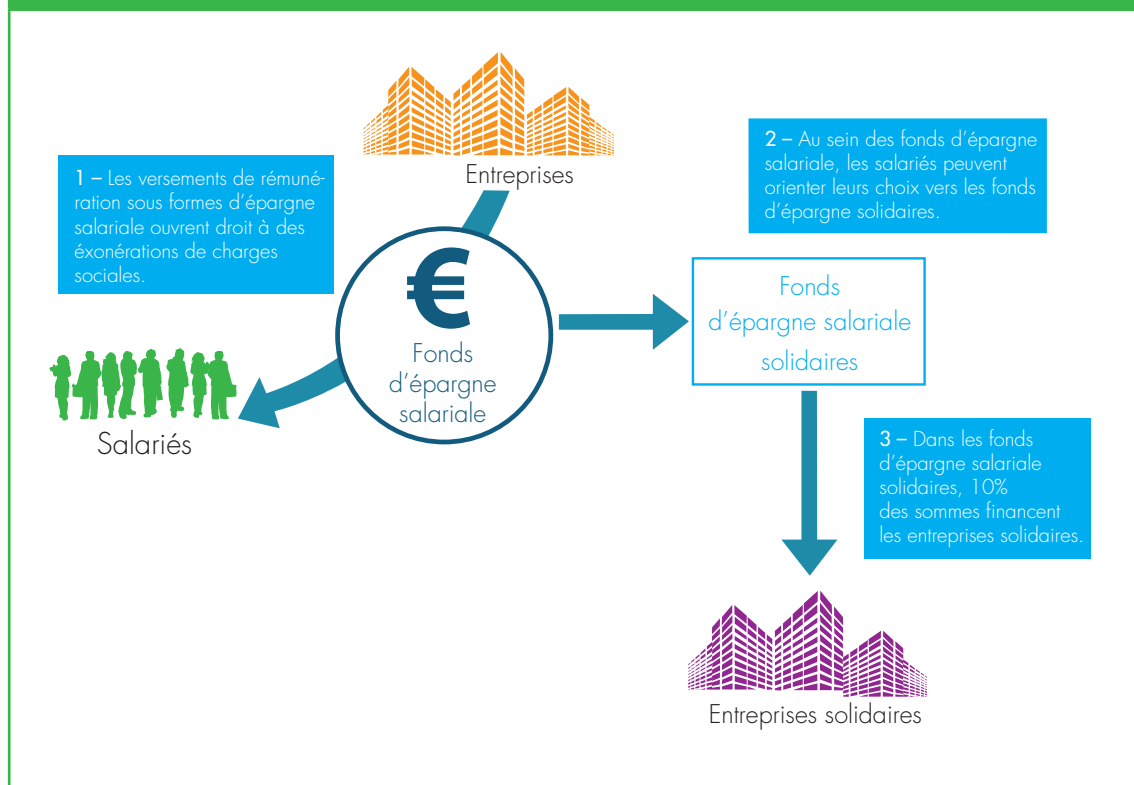 Entreprises
1 – Les versements de rémuné-
ration sous formes d'épargne
salariale ouvrent droit à des
éxonérations de charges
sociales.
2 – Au sein des fonds d'épargne
salariale, les salariés peuvent
orienter leurs choix vers les fonds
d'épargne solidaires.
€
Fonds
d'épargne
salariale
Fonds
d'épargne salariale
solidaires
Salariés
3 – Dans les fonds
d'épargne salariale
solidaires, 10%
des sommes financent
les entreprises solidaires.
Entreprises solidaires